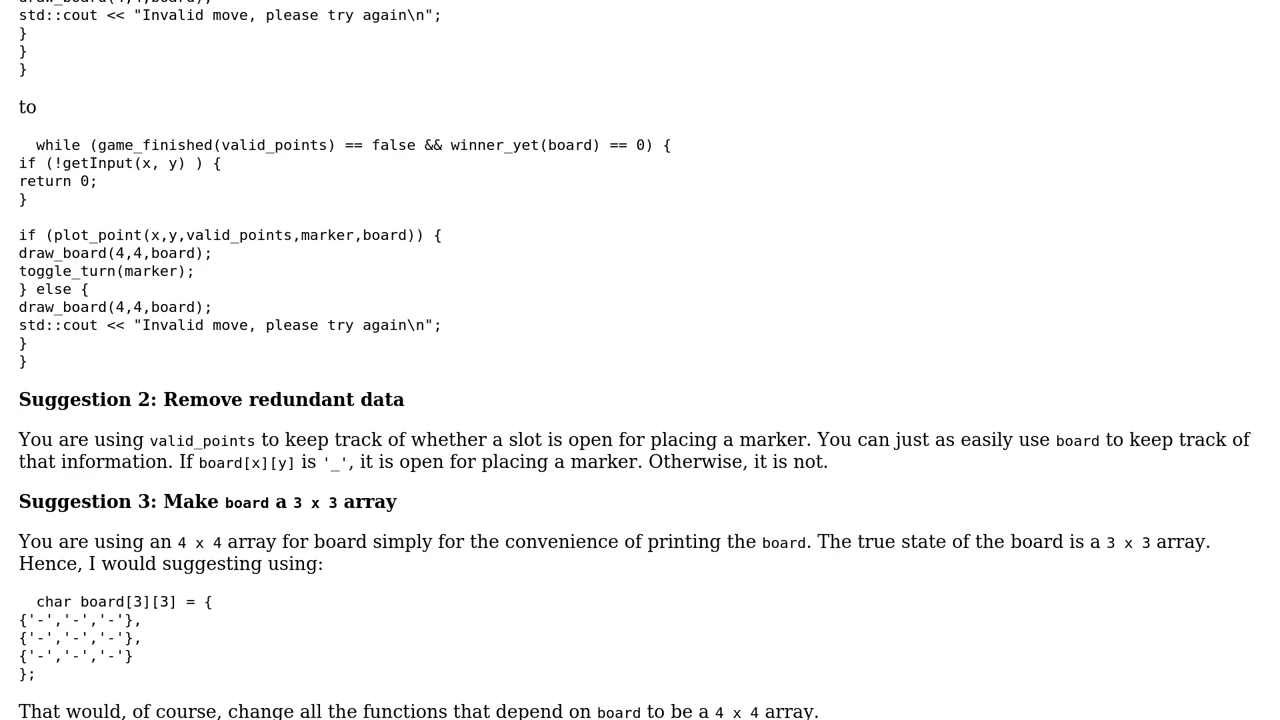 draw_board(4,4,board);
std::cout << "Invalid move, please try again\n";
}
}
}
to
while (game_finished(valid_points) == false && winner_yet(board) == 0) {
if (!getInput(x, y) ) {
return 0;
}
if (plot_point(x,y,valid_points,marker,board)) {
draw_board(4,4,board);
toggle_turn(marker);
} else {
draw_board(4,4,board);
std::cout << "Invalid move, please try again\n";
}
}
Suggestion 2: Remove redundant data
You are using valid_points to keep track of whether a slot is open for placing a marker. You can just as easily use board to keep track of
that information. If board[x][y] is '_', it is open for placing a marker. Otherwise, it is not.
Suggestion 3: Make board a 3 x 3 array
You are using an 4 x 4 array for board simply for the convenience of printing the board. The true state of the board is a 3 x 3 array.
Hence, I would suggesting using:
char board[3][3] = {
{'-','-','-'},
{'-','-','-'},
{'-','-','-'}
};
That would, of course, change all the functions that depend on board to be a 4 x 4 array.